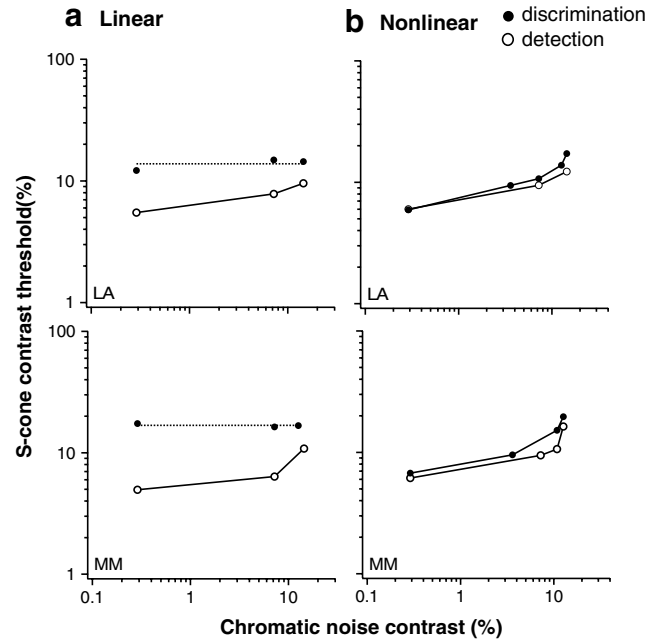 a Linear
b Nonlinear
discrimination
detection
S-cone contrast threshold(%)
100
10
1
LA
LA
100
10
1
MM
MM
0.1 1 10
0.1 1 10
Chromatic noise contrast (%)